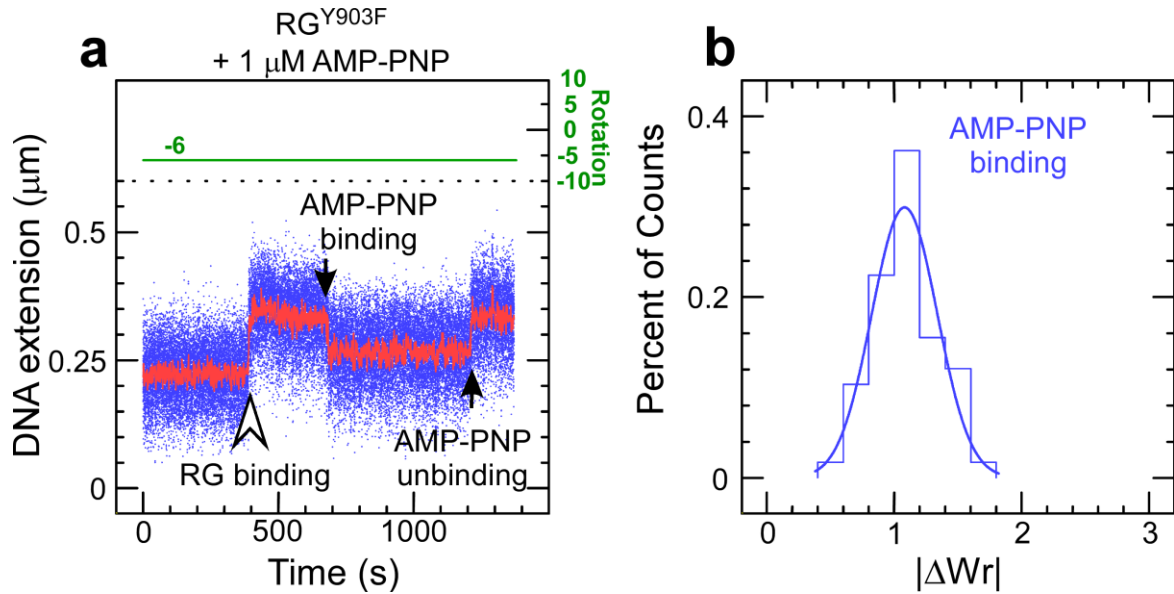 RG^Y903F
+ 1 μM AMP-PNP
a
10
5
0
-5
-10
Rotation
-6
DNA extension (μm)
0.5
0.25
0
AMP-PNP
binding
RG binding
AMP-PNP
unbinding
0
500
1000
Time (s)
b
AMP-PNP
binding
Percent of Counts
0.4
0.2
0
0
1
2
3
|ΔWr|